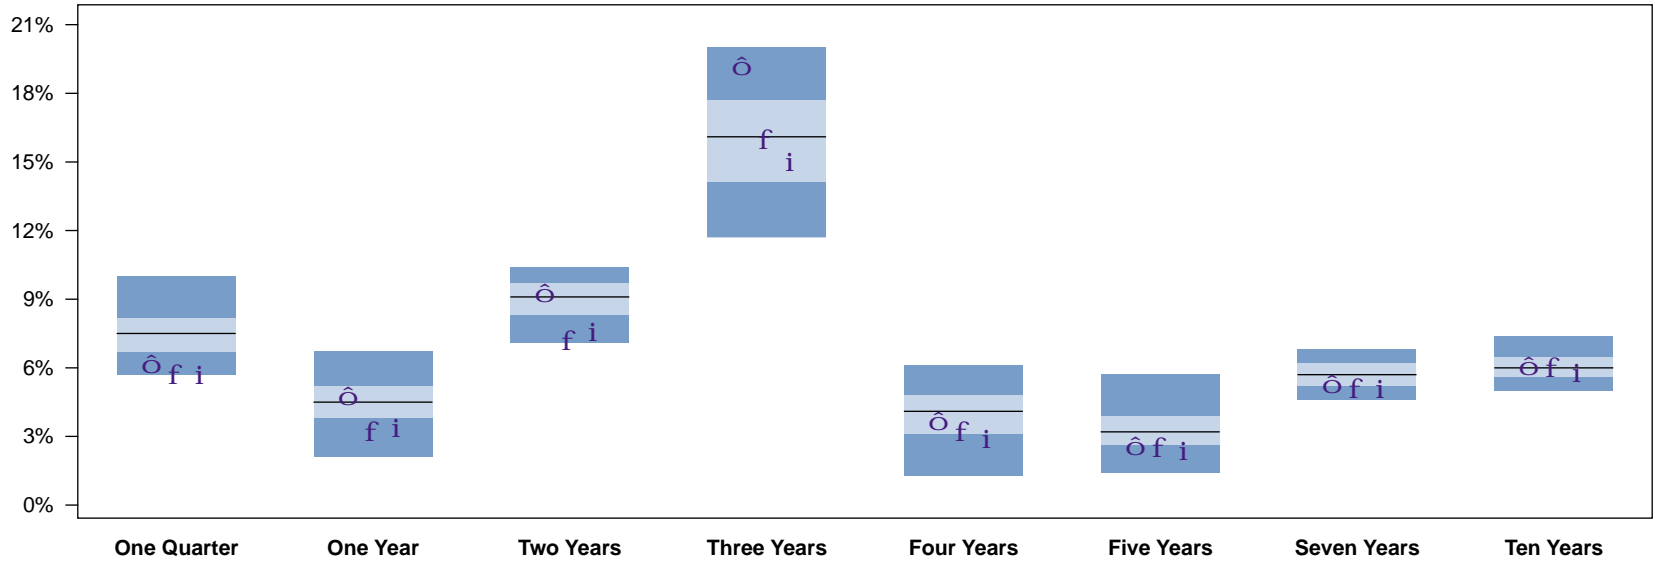 21%
18%
15%
12%
9%
6%
3%
0%
ô f i
ô f i
ô f i
ô f i
ô f i
ô f i
ô f i
ô f i
One Quarter One Year Two Years Three Years Four Years Five Years Seven Years Ten Years